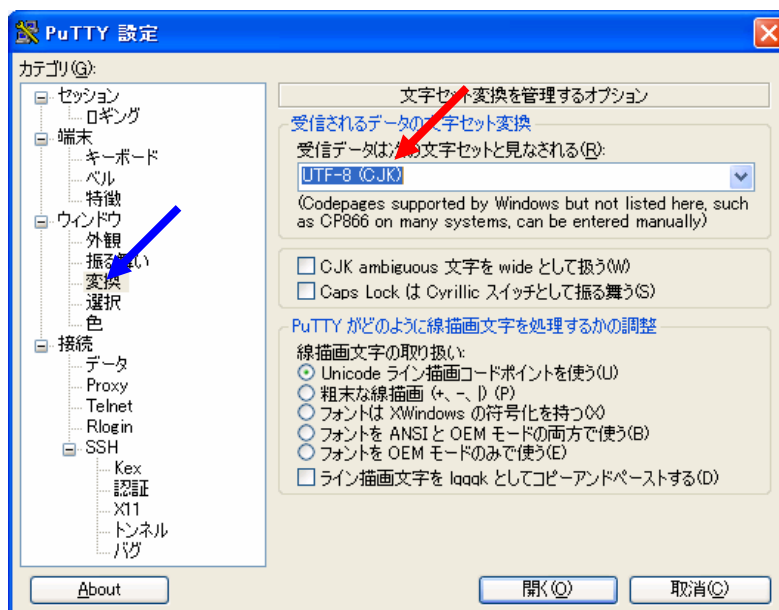 PuTTY 設定
カテゴリ(G):
セッション
ロギング
端末
キーボード
ベル
特徴
ウィンドウ
外観
振る舞い
変換
選択
色
接続
データ
Proxy
Telnet
Rlogin
SSH
Kex
認証
X11
トンネル
バグ
文字セット変換を管理するオプション
受信されるデータの文字セット変換
受信データは次の文字セットと見なされる(R):
UTF-8 (CJK)
(Codepages supported by Windows but not listed here, such
as CP866 on many systems, can be entered manually)
CJK ambiguous 文字を wide として扱う(W)
Caps Lock は Cyrillic スイッチとして振る舞う(S)
PuTTY がどのように線描画文字を処理するかの調整
線描画文字の取り扱い:
Unicode ライン描画コードポイントを使う(U)
粗末な線描画 (+、-、|) (P)
フォントは XWindows の符号化を持つ(X)
フォントを ANSI と OEM モードの両方で使う(B)
フォントを OEM モードのみで使う(E)
ライン描画文字を lqqqk としてコピーアンドペーストする(D)
About
開く(O)
取消(C)